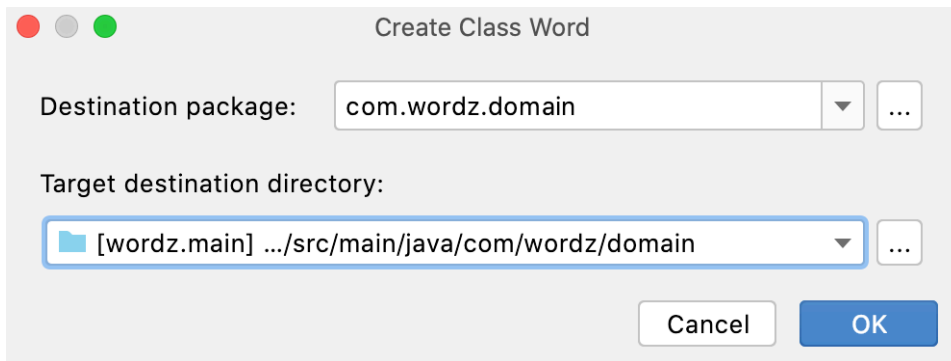 Create Class Word
Destination package: com.wordz.domain ...
Target destination directory:
[wordz.main] .../src/main/java/com/wordz/domain ...
Cancel OK